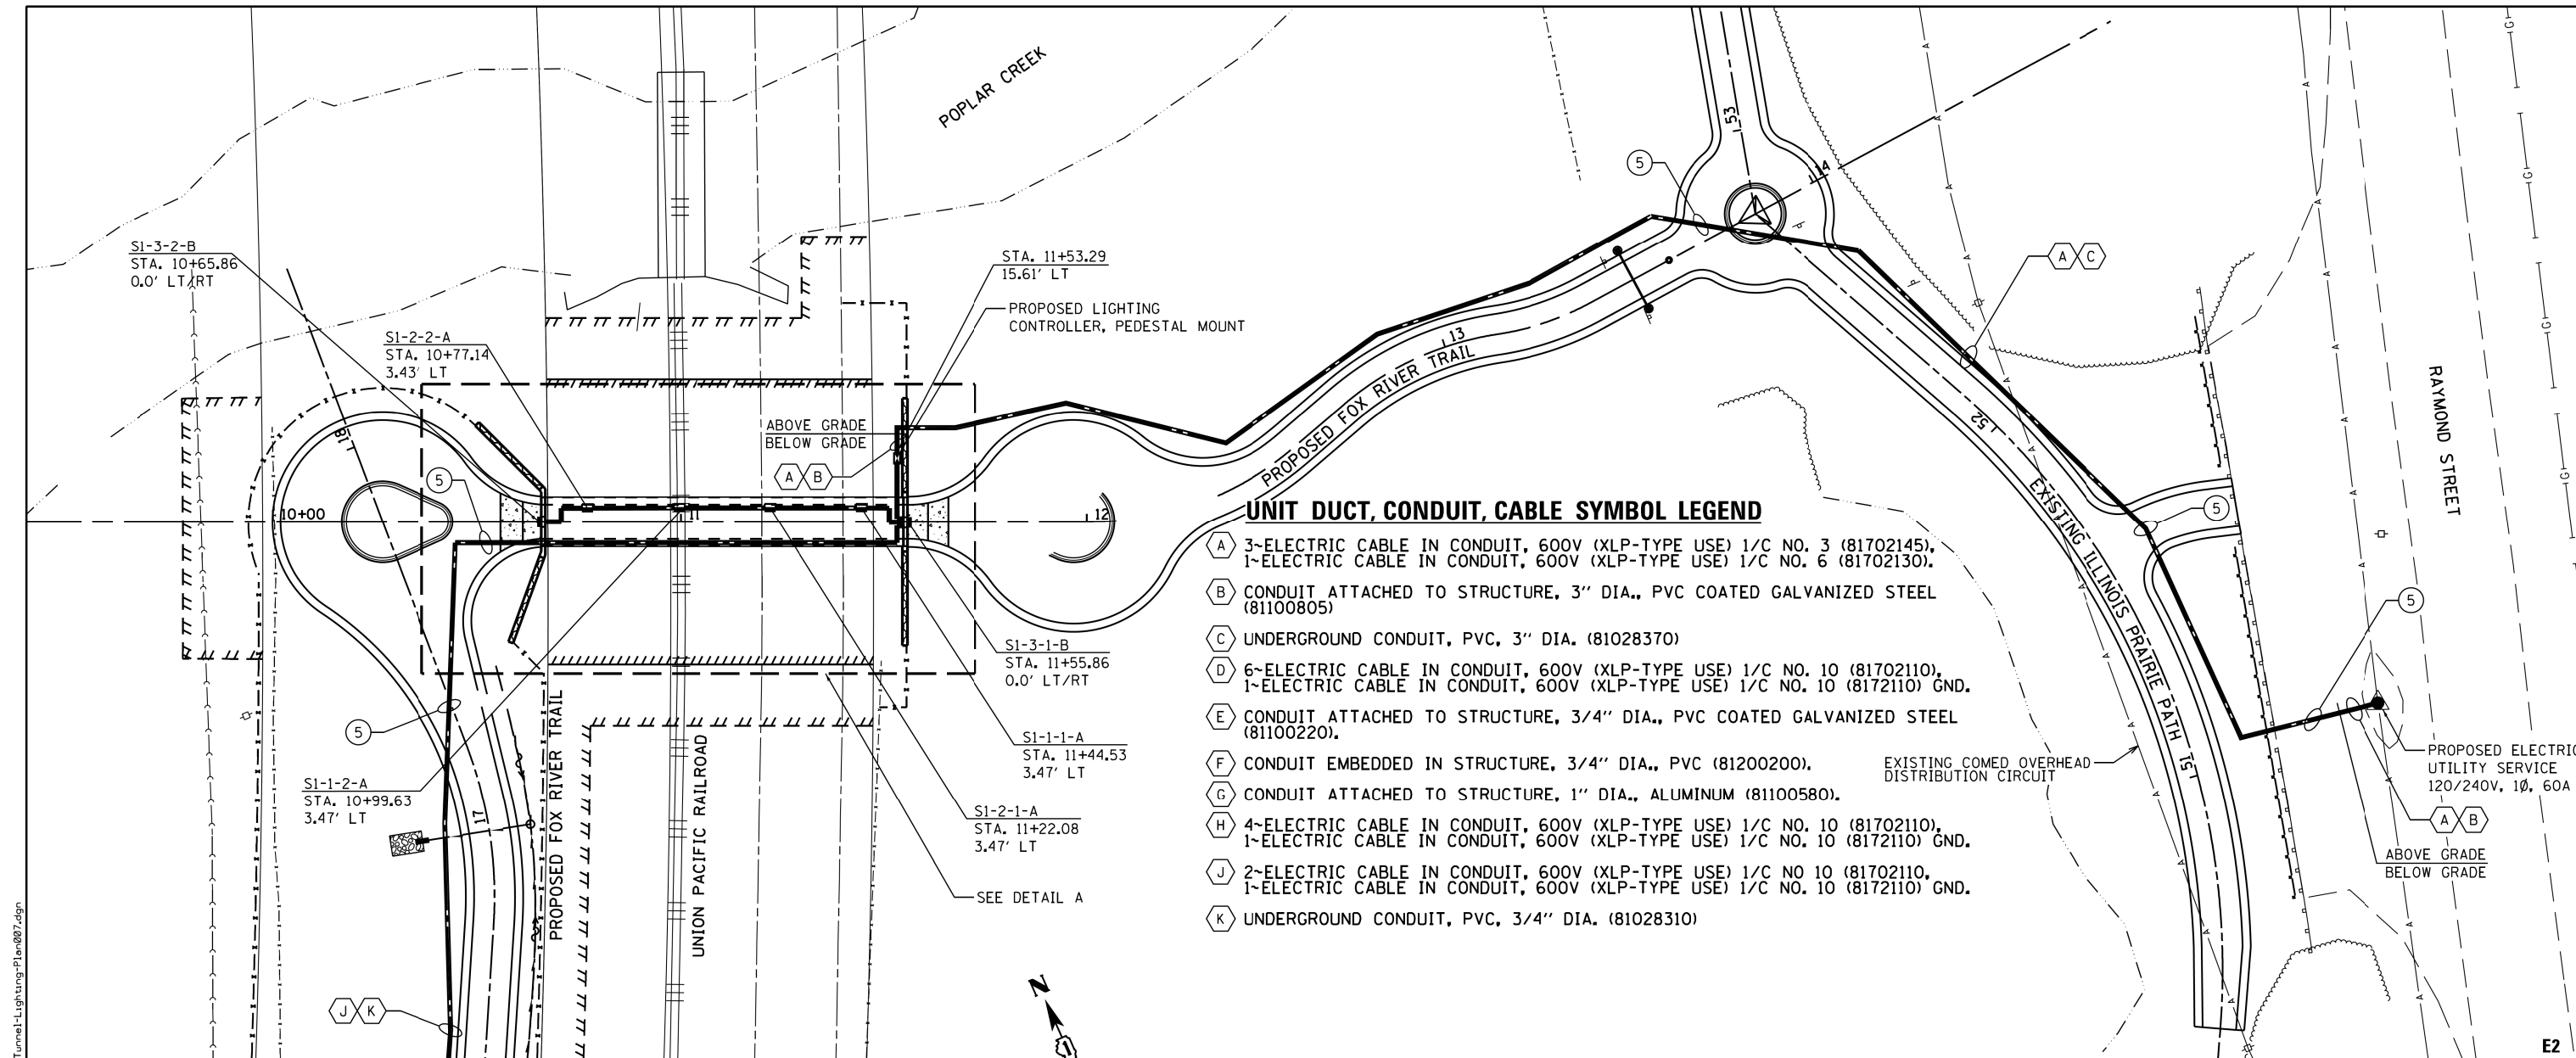 POPLAR CREEK
S1-3-2-B
STA. 10+65.86
0.0' LT/RT
S1-2-2-A
STA. 10+77.14
3.43' LT
STA. 11+53.29
15.61' LT
PROPOSED LIGHTING
CONTROLLER, PEDESTAL MOUNT
ABOVE GRADE
BELOW GRADE
A B
5
5
53
14
A C
13
PROPOSED FOX RIVER TRAIL
52
18
10+00
11
12
RAYMOND STREET
EXISTING ILLINOIS PRAIRIE PATH
5
5
5
51
17
UNIT DUCT, CONDUIT, CABLE SYMBOL LEGEND
A 3~ELECTRIC CABLE IN CONDUIT, 600V (XLP-TYPE USE) 1/C NO. 3 (81702145),
1~ELECTRIC CABLE IN CONDUIT, 600V (XLP-TYPE USE) 1/C NO. 6 (81702130).
B CONDUIT ATTACHED TO STRUCTURE, 3" DIA., PVC COATED GALVANIZED STEEL
(81100805)
C UNDERGROUND CONDUIT, PVC, 3" DIA. (81028370)
D 6~ELECTRIC CABLE IN CONDUIT, 600V (XLP-TYPE USE) 1/C NO. 10 (81702110),
1~ELECTRIC CABLE IN CONDUIT, 600V (XLP-TYPE USE) 1/C NO. 10 (8172110) GND.
E CONDUIT ATTACHED TO STRUCTURE, 3/4" DIA., PVC COATED GALVANIZED STEEL
(81100220).
F CONDUIT EMBEDDED IN STRUCTURE, 3/4" DIA., PVC (81200200).
G CONDUIT ATTACHED TO STRUCTURE, 1" DIA., ALUMINUM (81100580).
H 4~ELECTRIC CABLE IN CONDUIT, 600V (XLP-TYPE USE) 1/C NO. 10 (81702110),
1~ELECTRIC CABLE IN CONDUIT, 600V (XLP-TYPE USE) 1/C NO. 10 (8172110) GND.
J 2~ELECTRIC CABLE IN CONDUIT, 600V (XLP-TYPE USE) 1/C NO 10 (81702110,
1~ELECTRIC CABLE IN CONDUIT, 600V (XLP-TYPE USE) 1/C NO. 10 (8172110) GND.
K UNDERGROUND CONDUIT, PVC, 3/4" DIA. (81028310)
S1-3-1-B
STA. 11+55.86
0.0' LT/RT
S1-1-1-A
STA. 11+44.53
3.47' LT
S1-2-1-A
STA. 11+22.08
3.47' LT
S1-1-2-A
STA. 10+99.63
3.47' LT
SEE DETAIL A
PROPOSED FOX RIVER TRAIL
UNION PACIFIC RAILROAD
EXISTING COMED OVERHEAD
DISTRIBUTION CIRCUIT
PROPOSED ELECTRIC
UTILITY SERVICE
120/240V, 1Ø, 60A
A B
ABOVE GRADE
BELOW GRADE
J K
N
Tunnel-Lighting-Plan007.dgn
E2